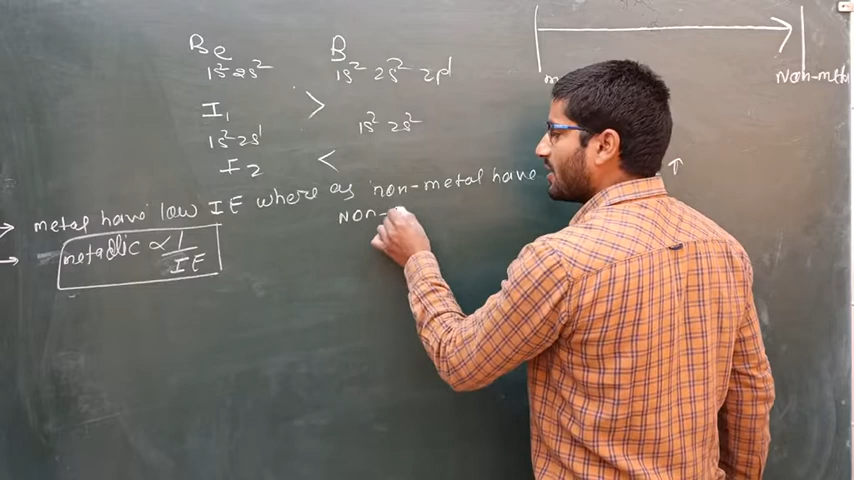 Be B
1s² 2s² 1s² 2s² 2p¹
Non-metal
I₁ >
1s² 2s¹ 1s² 2s²
I₂ <
→ metal have low IE where as non-metal have ↑
Non-
→ metallic ∝ 1/IE